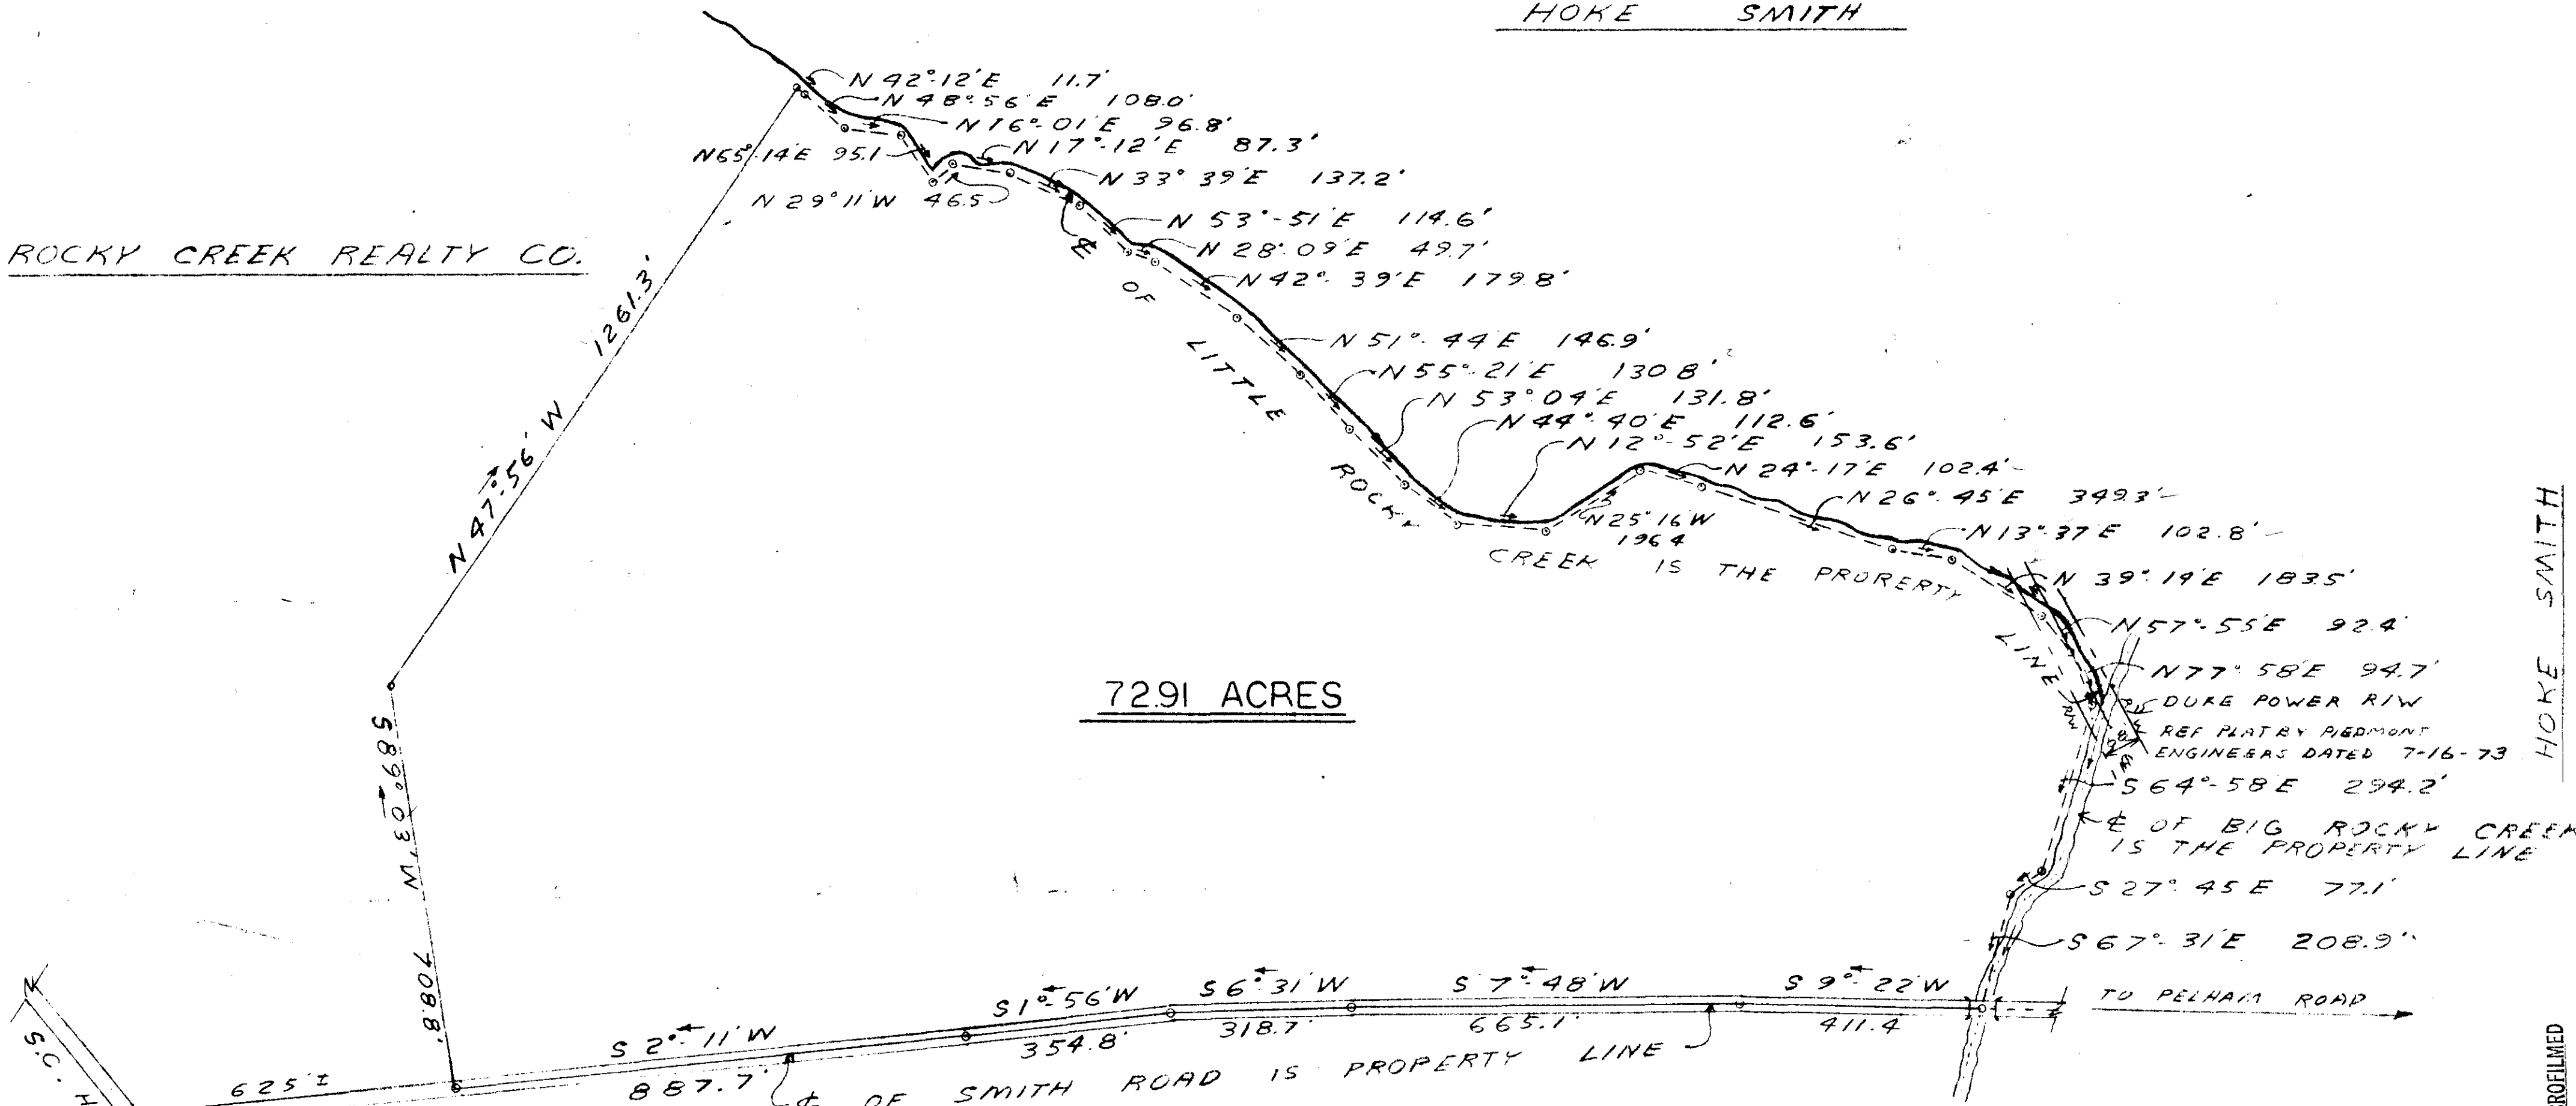 HOKE SMITH
N 42°-12'E 11.7'
N 48°-56'E 108.0'
N 16°-01'E 96.8'
N65°-14'E 95.1
N 17°-12'E 87.3'
N 29°11'W 46.5
N 33° 39'E 137.2'
N 53°-51'E 114.6'
N 28°-09'E 49.7'
N 42°-39'E 179.8'
ROCKY CREEK REALTY CO.
N 47°-56' W 1261.3'
N 51°-44'E 146.9'
N 55°-21'E 130.8'
N 53°-04'E 131.8'
N 44°-40'E 112.6'
N 12°-52'E 153.6'
N 24°-17'E 102.4'
N 26°-45'E 349.3'
N 25°16'W
196.4
N 13°-37'E 102.8'
N 39°-14'E 183.5'
N 57°-55'E 92.4'
N 77°-58'E 94.7'
℄ OF LITTLE ROCKY CREEK IS THE PRORERTY LINE
DUKE POWER R/W
REF PLAT BY PIEDMONT
ENGINEERS DATED 7-16-73
R/W
R/W
68'
HOKE SMITH
72.91 ACRES
S 64°-58'E 294.2'
℄ OF BIG ROCKY CREEK
IS THE PROPERTY LINE
S 27°-45'E 77.1'
S 67°-31'E 208.9'
S 89°-03' W 708.8'
S 2°-11' W
887.7'
S 1°-56' W
354.8'
S 6°-31' W
318.7'
S 7°-48' W
665.1'
S 9°-22' W
411.4
TO PELHAM ROAD
625'±
℄ OF SMITH ROAD IS PROPERTY LINE
S.C. H
ROFILMED